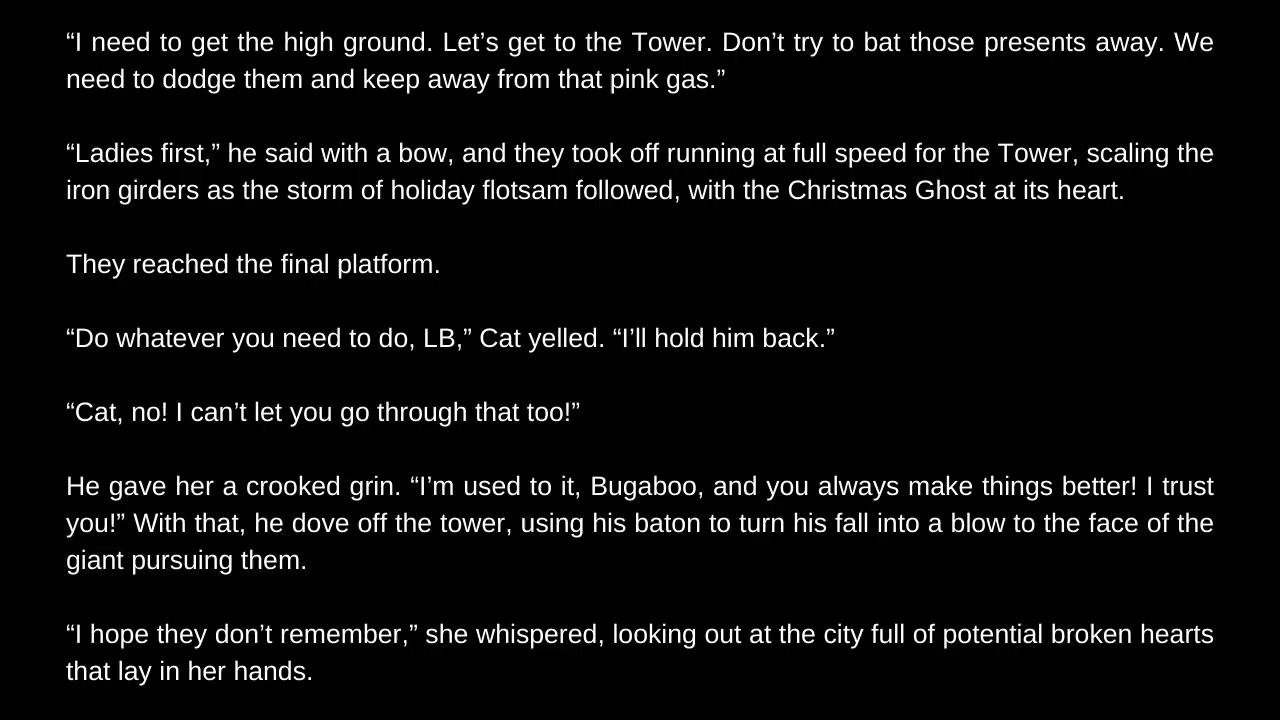 “I need to get the high ground. Let’s get to the Tower. Don’t try to bat those presents away. We
need to dodge them and keep away from that pink gas.”
“Ladies first,” he said with a bow, and they took off running at full speed for the Tower, scaling the
iron girders as the storm of holiday flotsam followed, with the Christmas Ghost at its heart.
They reached the final platform.
“Do whatever you need to do, LB,” Cat yelled. “I’ll hold him back.”
“Cat, no! I can’t let you go through that too!”
He gave her a crooked grin. “I’m used to it, Bugaboo, and you always make things better! I trust
you!” With that, he dove off the tower, using his baton to turn his fall into a blow to the face of the
giant pursuing them.
“I hope they don’t remember,” she whispered, looking out at the city full of potential broken hearts
that lay in her hands.